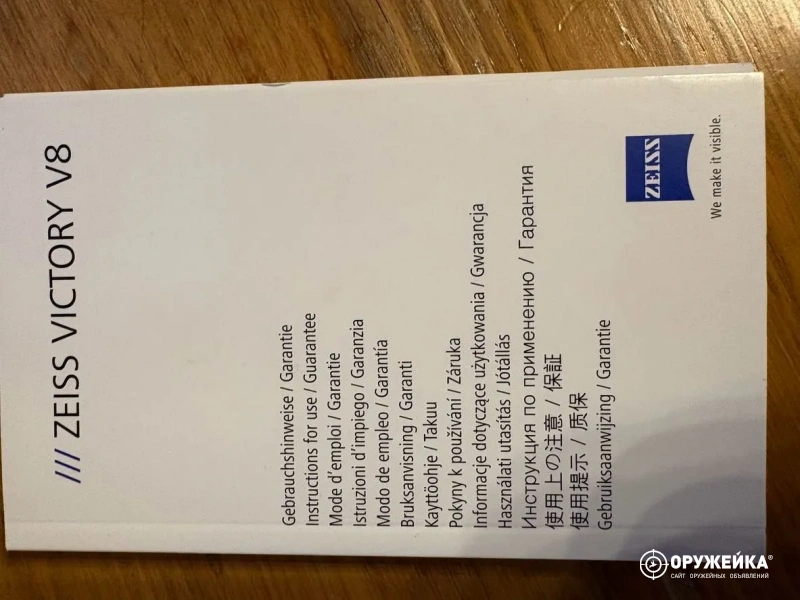 /// ZEISS VICTORY V8
Gebrauchshinweise / Garantie
Instructions for use / Guarantee
Mode d'emploi / Garantie
Istruzioni d'impiego / Garanzia
Modo de empleo / Garantía
Bruksanvisning / Garanti
Kayttöohje / Takuu
Pokyny k používání / Záruka
Informacje dotyczące użytkowania / Gwarancja
Használati utasítás / Jótállás
Инструкция по применению / Гарантия
使用上の注意 / 保証
使用提示 / 质保
Gebruiksaanwijzing / Garantie
ZEISS
We make it visible.
ОРУЖЕЙКА®
САЙТ ОРУЖЕЙНЫХ ОБЪЯВЛЕНИЙ